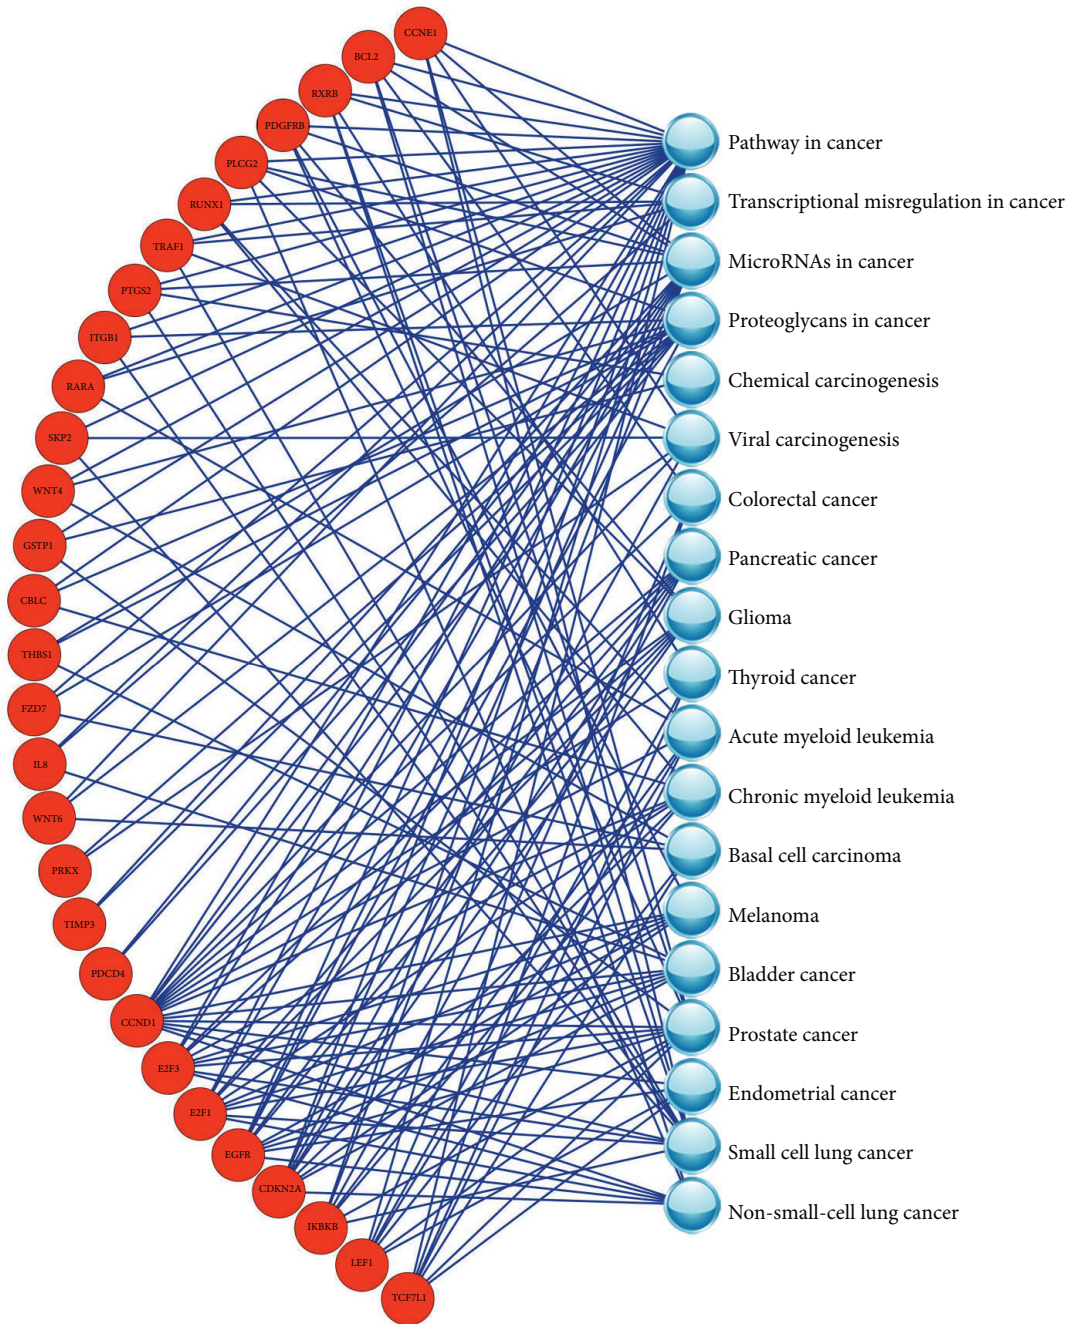 CCNE1
BCL2
RXRB
PDGFRB
PLCG2
RUNX1
TRAF1
PTGS2
ITGB1
RARA
SKP2
WNT4
GSTP1
CBLC
THBS1
FZD7
IL8
WNT6
PRKX
TIMP3
PDCD4
CCND1
E2F3
E2F1
EGFR
CDKN2A
IKBKB
LEF1
TCF7L1
Pathway in cancer
Transcriptional misregulation in cancer
MicroRNAs in cancer
Proteoglycans in cancer
Chemical carcinogenesis
Viral carcinogenesis
Colorectal cancer
Pancreatic cancer
Glioma
Thyroid cancer
Acute myeloid leukemia
Chronic myeloid leukemia
Basal cell carcinoma
Melanoma
Bladder cancer
Prostate cancer
Endometrial cancer
Small cell lung cancer
Non-small-cell lung cancer